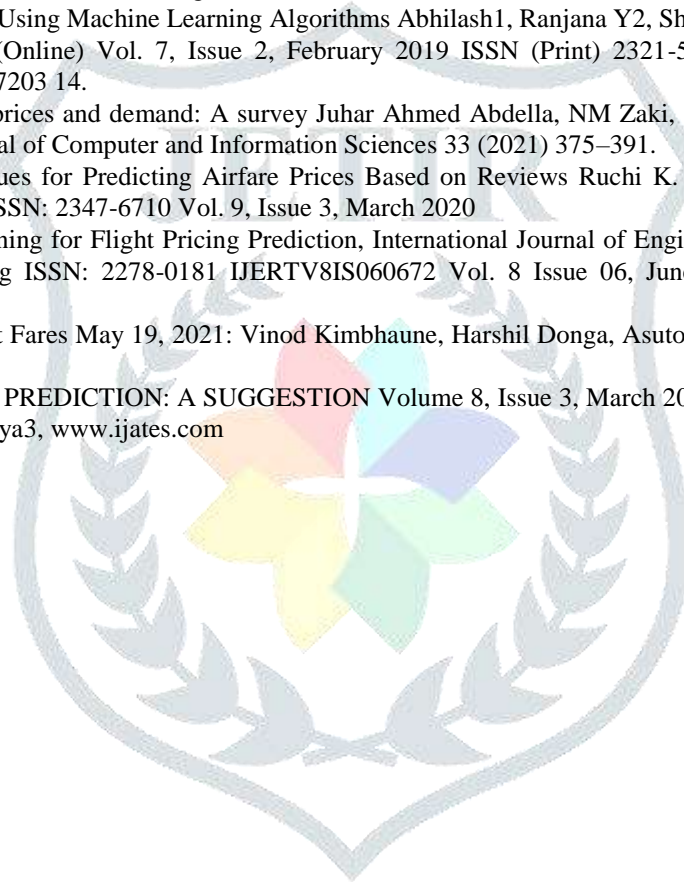 Using Machine Learning Algorithms Abhilash1, Ranjana Y2, Sh
(Online) Vol. 7, Issue 2, February 2019 ISSN (Print) 2321-5
7203 14.
prices and demand: A survey Juhar Ahmed Abdella, NM Zaki,
al of Computer and Information Sciences 33 (2021) 375–391.
ues for Predicting Airfare Prices Based on Reviews Ruchi K.
SSN: 2347-6710 Vol. 9, Issue 3, March 2020
ning for Flight Pricing Prediction, International Journal of Engi
g ISSN: 2278-0181 IJERTV8IS060672 Vol. 8 Issue 06, Jun
t Fares May 19, 2021: Vinod Kimbhaune, Harshil Donga, Asuto
PREDICTION: A SUGGESTION Volume 8, Issue 3, March 20
ya3, www.ijates.com
JETIR